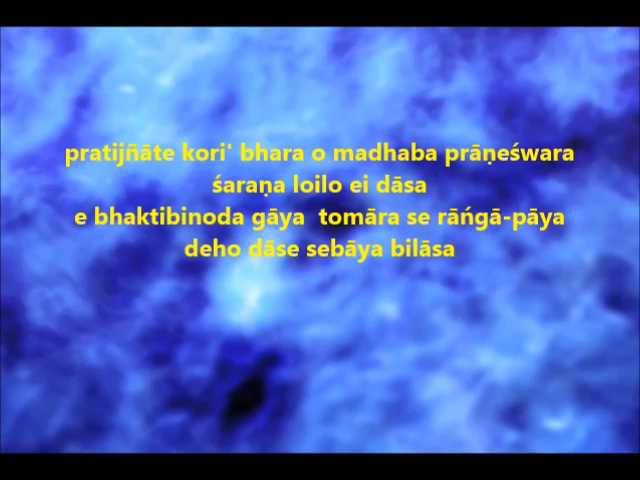 pratijñāte kori' bhara o madhaba prāṇeśwara
śaraṇa loilo ei dāsa
e bhaktibinoda gāya  tomāra se rāńgā-pāya
deho dāse sebāya bilāsa